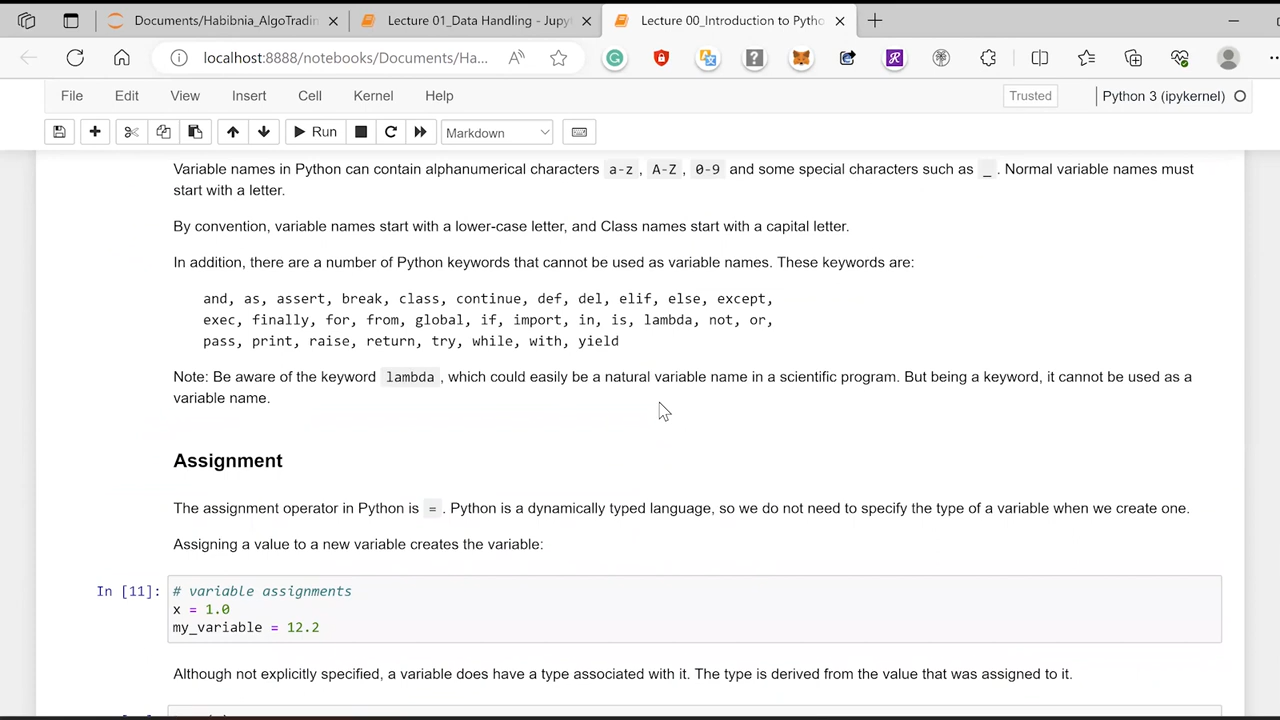 Documents/Habibnia_AlgoTradin
Lecture 01_Data Handling - Jupyt
Lecture 00_Introduction to Pytho
localhost:8888/notebooks/Documents/Ha...
File Edit View Insert Cell Kernel Help
Trusted
Python 3 (ipykernel)
Run
Markdown
Variable names in Python can contain alphanumerical characters a-z , A-Z , 0-9 and some special characters such as _ . Normal variable names must
start with a letter.
By convention, variable names start with a lower-case letter, and Class names start with a capital letter.
In addition, there are a number of Python keywords that cannot be used as variable names. These keywords are:
and, as, assert, break, class, continue, def, del, elif, else, except,
exec, finally, for, from, global, if, import, in, is, lambda, not, or,
pass, print, raise, return, try, while, with, yield
Note: Be aware of the keyword lambda , which could easily be a natural variable name in a scientific program. But being a keyword, it cannot be used as a
variable name.
Assignment
The assignment operator in Python is = . Python is a dynamically typed language, so we do not need to specify the type of a variable when we create one.
Assigning a value to a new variable creates the variable:
In [11]:
# variable assignments
x = 1.0
my_variable = 12.2
Although not explicitly specified, a variable does have a type associated with it. The type is derived from the value that was assigned to it.